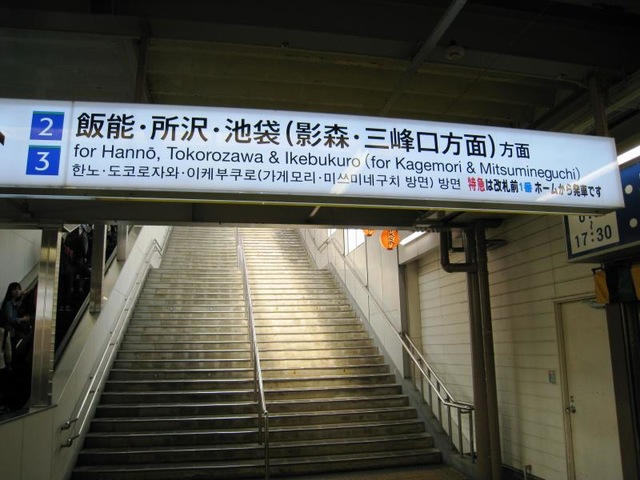 2
3
飯能・所沢・池袋(影森・三峰口方面)方面
for Hannō, Tokorozawa & Ikebukuro (for Kagemori & Mitsumineguchi)
한노·도코로자와·이케부쿠로(가게모리·미쓰미네구치 방면) 방면 特急は改札前1番ホームから発車です
17:30